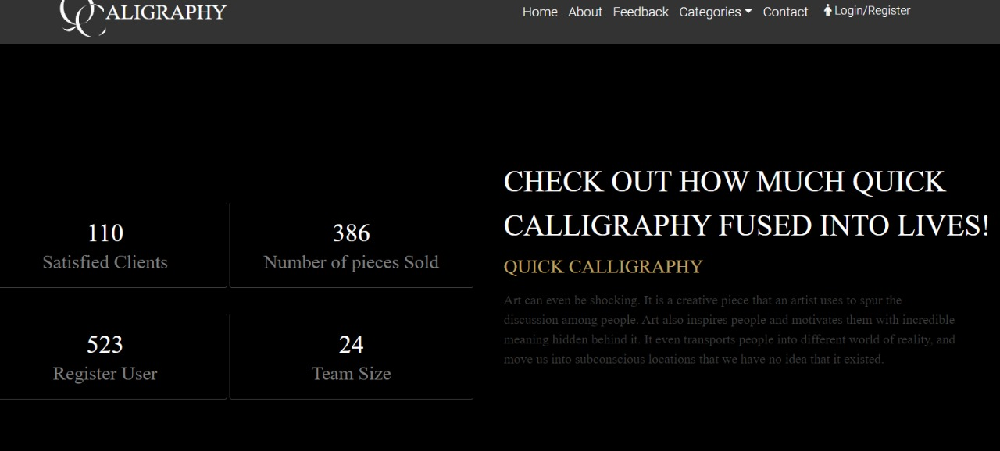 QCALIGRAPHY
Home About Feedback Categories Contact Login/Register
110
Satisfied Clients
386
Number of pieces Sold
523
Register User
24
Team Size
CHECK OUT HOW MUCH QUICK
CALLIGRAPHY FUSED INTO LIVES!
QUICK CALLIGRAPHY
Art can even be shocking. It is a creative piece that an artist uses to spur the
discussion among people. Art also inspires people and motivates them with incredible
meaning hidden behind it. It even transports people into different world of reality, and
move us into subconscious locations that we have no idea that it existed.